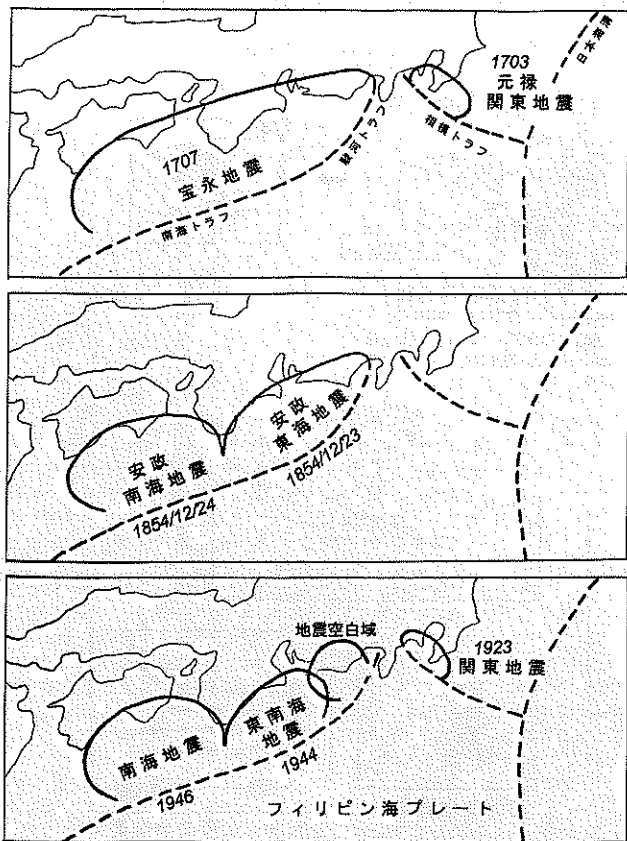 1703
元禄
関東地震
日本海溝
相模トラフ
駿河トラフ
1707
宝永地震
南海トラフ
安政
東海地震
1854/12/23
安政
南海地震
1854/12/24
地震空白域
1923
関東地震
東南海
地震
1944
南海地震
1946
フィリピン海プレート